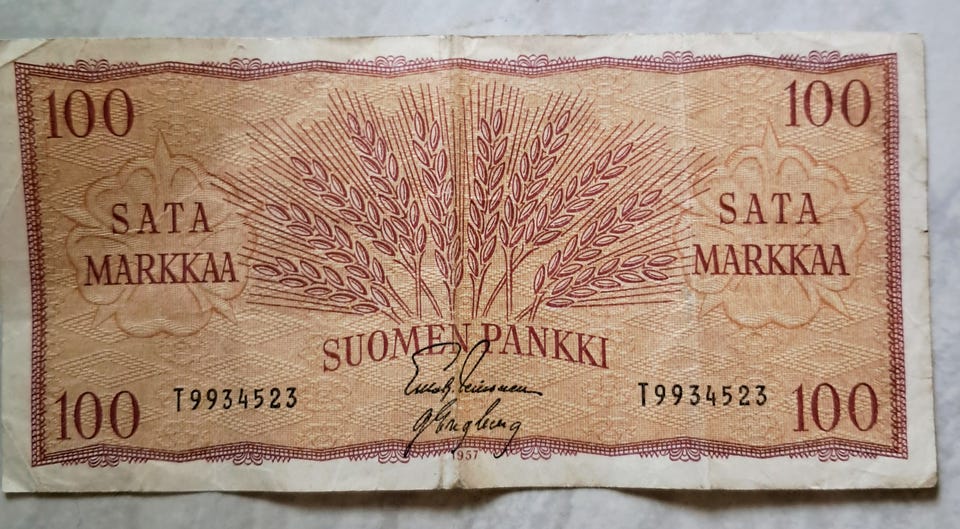 100 100
SATA MARKKAA
SATA MARKKAA
SUOMEN PANKKI
T9934523 T9934523
100 100
1957